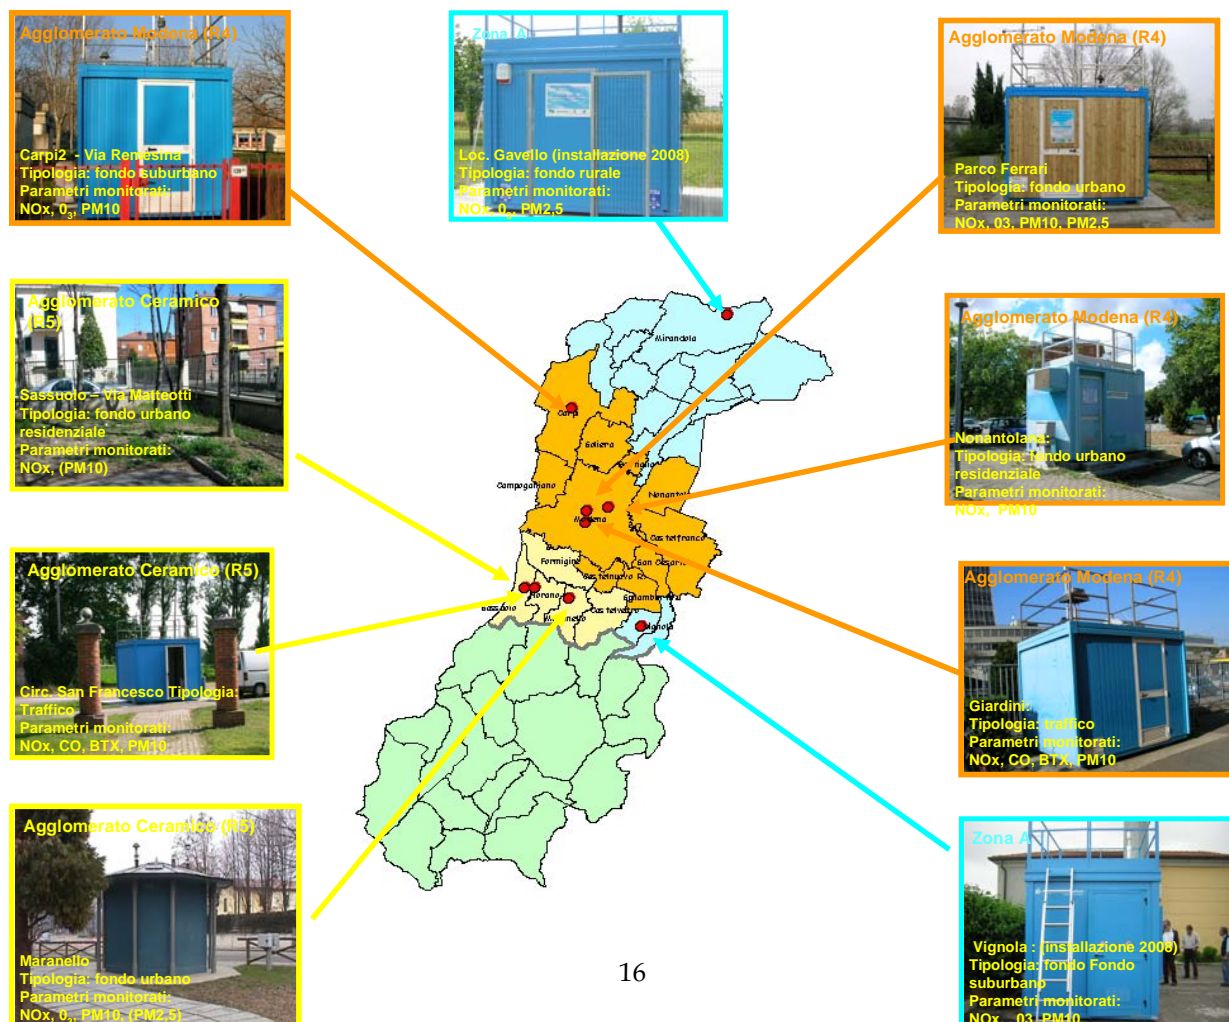 Agglomerato Modena (R4)
Carpi2 - Via Remesina
Tipologia: fondo suburbano
Parametri monitorati:
NOx, 0₃, PM10
Zona A
Loc. Gavello (installazione 2008)
Tipologia: fondo rurale
Parametri monitorati:
NOx, 0₃, PM2,5
Agglomerato Modena (R4)
Parco Ferrari
Tipologia: fondo urbano
Parametri monitorati:
NOx, 03, PM10, PM2,5
Agglomerato Ceramico
(R5)
Sassuolo – Via Matteotti
Tipologia: fondo urbano
residenziale
Parametri monitorati:
NOx, (PM10)
Agglomerato Modena (R4)
Nonantolana:
Tipologia: fondo urbano
residenziale
Parametri monitorati:
NOx, PM10
Mirandola
Carpi
Soliera
Campogalliano
Modena
Castelfranco
San Cesario
Formigine
Castelnuovo R.
Castelvetro
Agglomerato Ceramico (R5)
Circ. San Francesco Tipologia:
Traffico
Parametri monitorati:
NOx, CO, BTX, PM10
Agglomerato Modena (R4)
Giardini:
Tipologia: traffico
Parametri monitorati:
NOx, CO, BTX, PM10
Agglomerato Ceramico (R5)
Maranello
Tipologia: fondo urbano
Parametri monitorati:
NOx, 0₃, PM10, (PM2,5)
Zona A
Vignola : (installazione 2008)
Tipologia: fondo Fondo
suburbano
Parametri monitorati:
NOx, 03, PM10
16